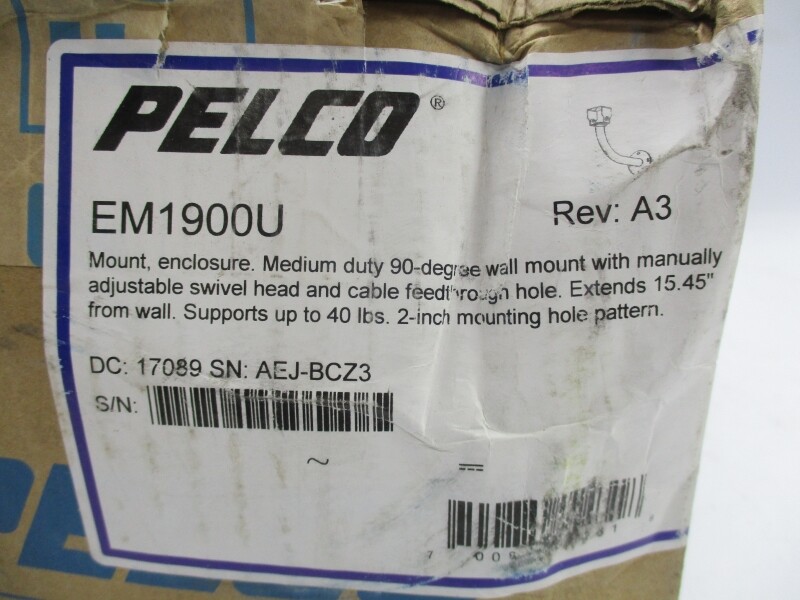 PELCO®
EM1900U
Rev: A3
Mount, enclosure. Medium duty 90-degree wall mount with manually
adjustable swivel head and cable feedthrough hole. Extends 15.45"
from wall. Supports up to 40 lbs. 2-inch mounting hole pattern.
DC: 17089 SN: AEJ-BCZ3
S/N:
~
7 00